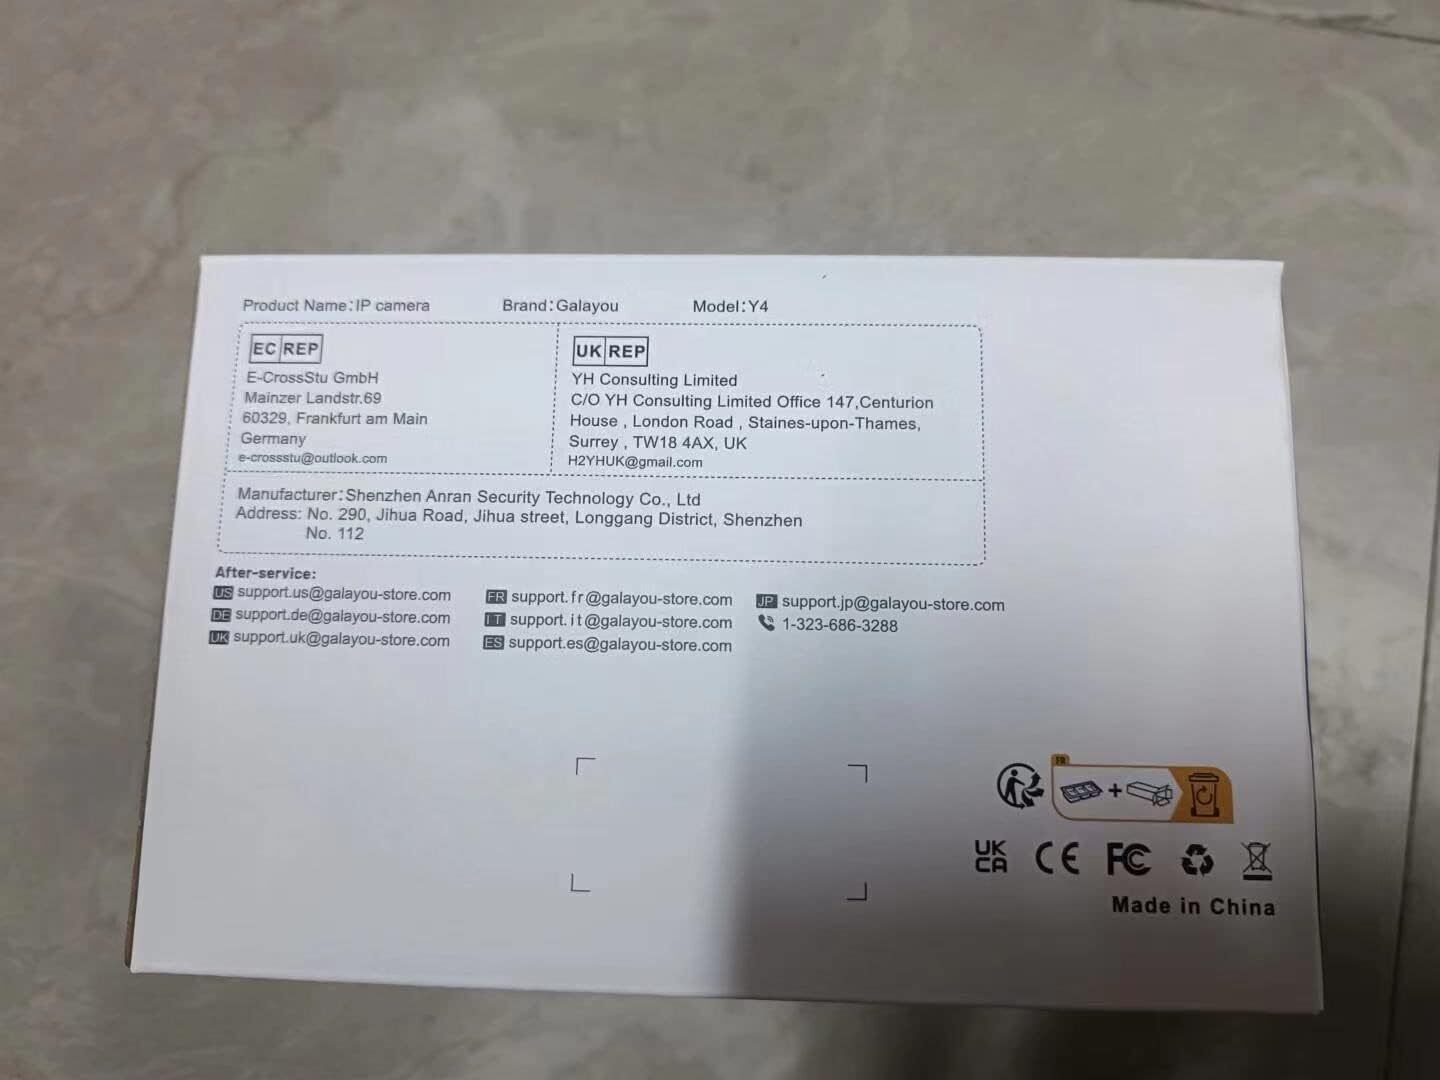 Product Name:IP camera Brand:Galayou Model:Y4
EC REP
E-CrossStu GmbH
Mainzer Landstr.69
60329, Frankfurt am Main
Germany
e-crossstu@outlook.com
UK REP
YH Consulting Limited
C/O YH Consulting Limited Office 147,Centurion
House , London Road , Staines-upon-Thames,
Surrey , TW18 4AX, UK
H2YHUK@gmail.com
Manufacturer:Shenzhen Anran Security Technology Co., Ltd
Address: No. 290, Jihua Road, Jihua street, Longgang District, Shenzhen
No. 112
After-service:
US support.us@galayou-store.com
DE support.de@galayou-store.com
UK support.uk@galayou-store.com
FR support.fr@galayou-store.com
IT support.it@galayou-store.com
ES support.es@galayou-store.com
JP support.jp@galayou-store.com
1-323-686-3288
FR
+
UK
CA
CE
FC
Made in China